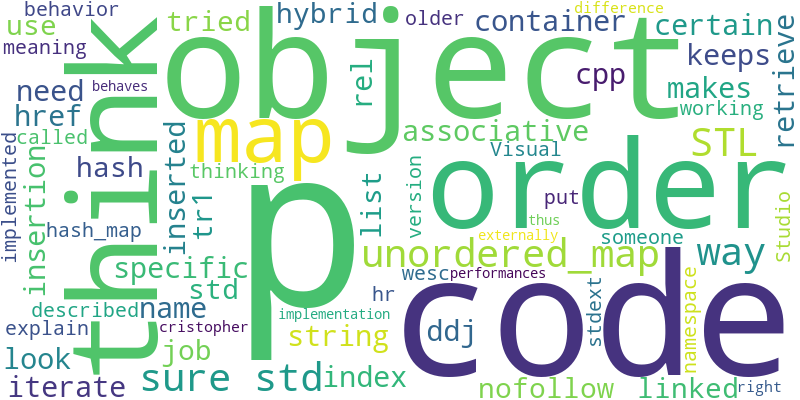 behavior
use
meaning
tried
hybrid
older
container
difference
certain
keeps
retrieve
think
object
rel
cpp
makes
working
need
behaves
href
called
map
associative
STL
hash
inserted
thinking
Visual
order
implemented
insertion
hash_map
tr1
list
version
put
thus
externally
someone
Studio
p
unordered_map
way
specific
std
wesc
performances
described
name
hr
code
stdext
namespace
explain
cristopher
implementation
string
ddj
look
job
iterate
sure std
index
nofollow
linked
right